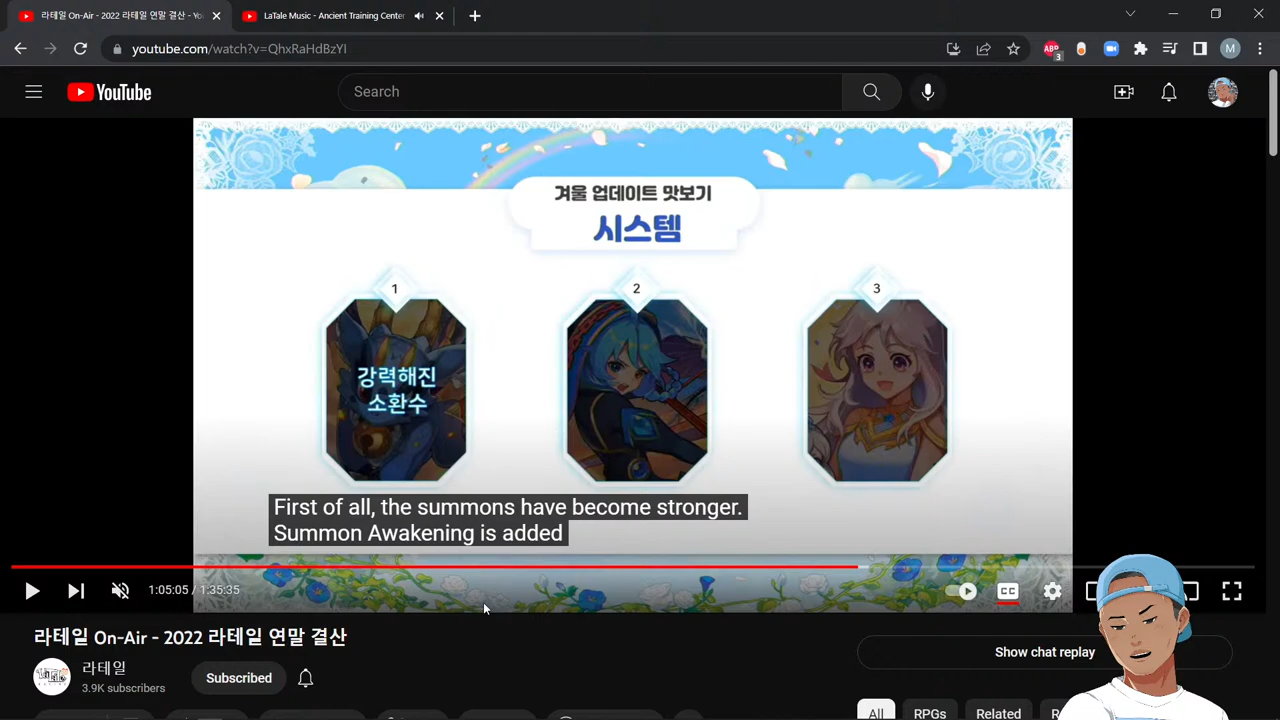 라테일 On-Air - 2022 라테일 연말 결산 - Yo
LaTale Music - Ancient Training Center
youtube.com/watch?v=QhxRaHdBzYI
ABP
3
M
YouTube
Search
겨울 업데이트 맛보기
시스템
1
2
3
강력해진
소환수
First of all, the summons have become stronger.
Summon Awakening is added
1:05:05 / 1:35:35
CC
라테일 On-Air - 2022 라테일 연말 결산
라테일
3.9K subscribers
Subscribed
Show chat replay
All
RPGs
Related